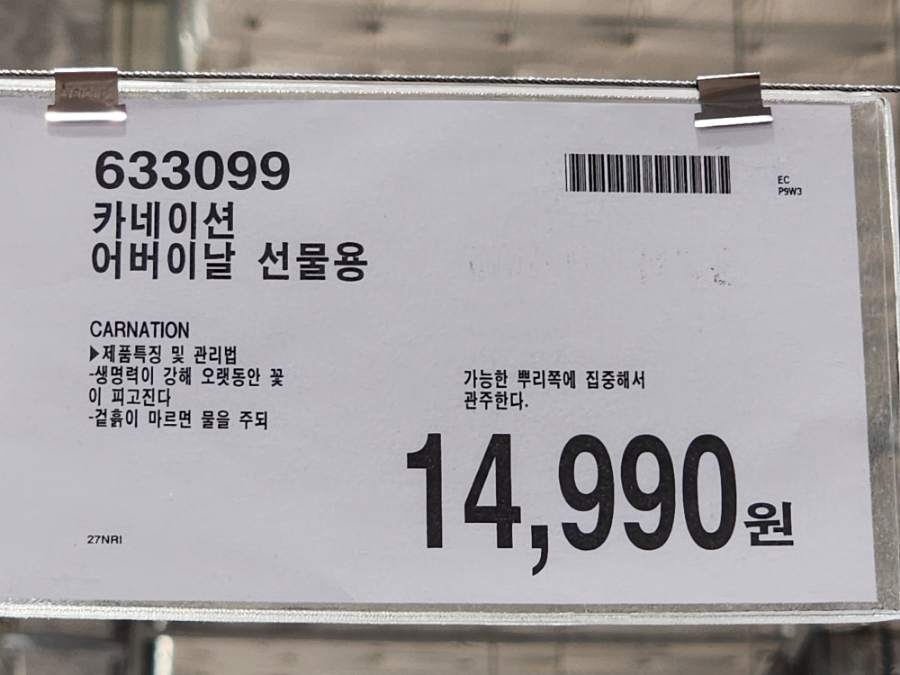 633099
카네이션
어버이날 선물용
EC
P9W3
CARNATION
▶제품특징 및 관리법
-생명력이 강해 오랫동안 꽃
이 피고진다
-겉흙이 마르면 물을 주되
가능한 뿌리쪽에 집중해서
관주한다.
14,990원
27NRI